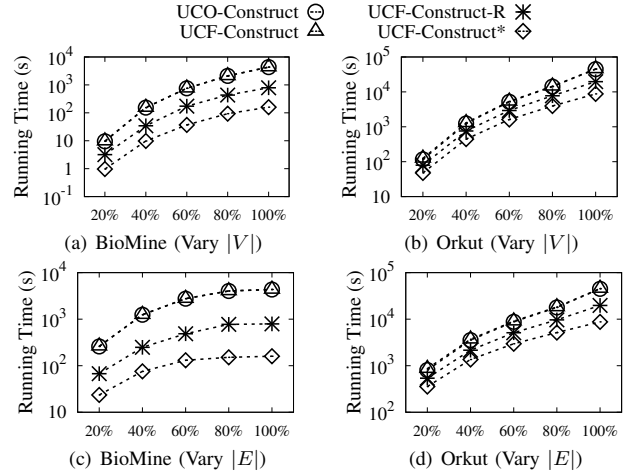 UCO-Construct UCF-Construct-R
UCF-Construct UCF-Construct*
Running Time (s)
10^4
10^3
10^2
10
1
10^-1
20% 40% 60% 80% 100%
(a) BioMine (Vary |V|)
Running Time (s)
10^5
10^4
10^3
10^2
10
20% 40% 60% 80% 100%
(b) Orkut (Vary |V|)
Running Time (s)
10^4
10^3
10^2
10
20% 40% 60% 80% 100%
(c) BioMine (Vary |E|)
Running Time (s)
10^5
10^4
10^3
10^2
20% 40% 60% 80% 100%
(d) Orkut (Vary |E|)